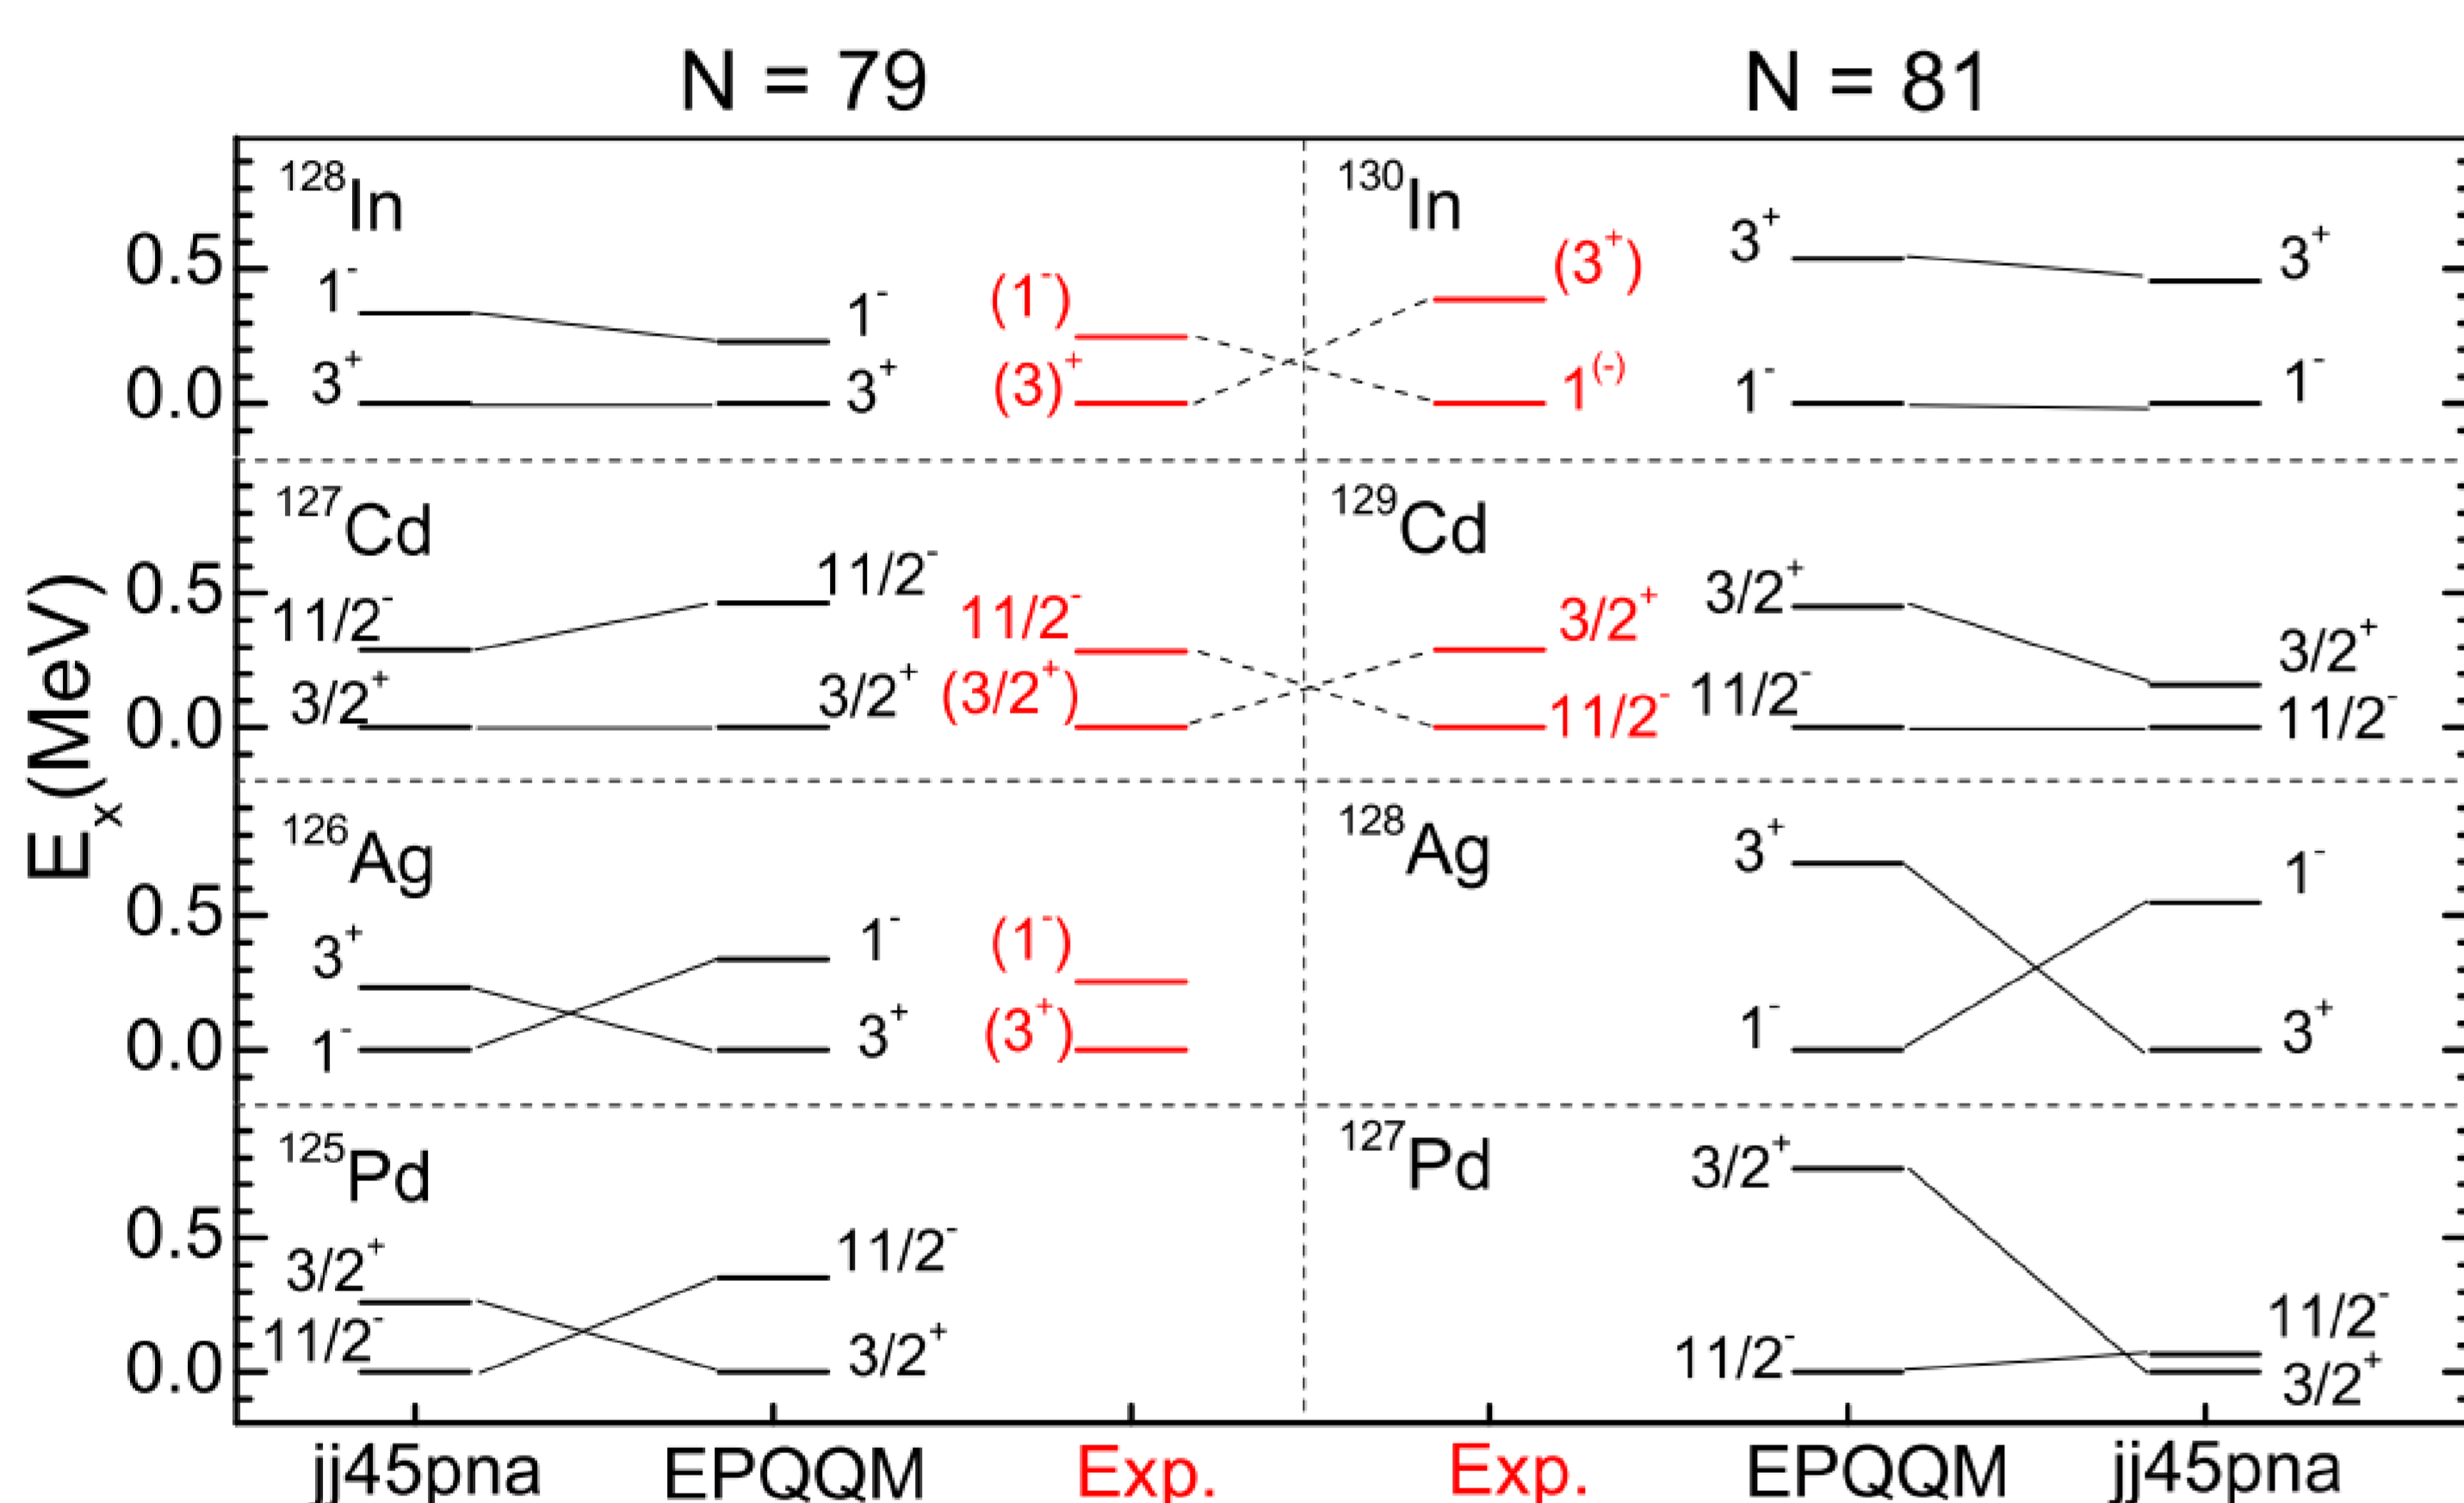 N = 79
N = 81
E_x(MeV)
¹²⁸In
0.5
0.0
1⁻
3⁺
1⁻
3⁺
(1⁻)
(3)⁺
¹³⁰In
(3⁺)
1⁽⁻⁾
3⁺
1⁻
3⁺
1⁻
¹²⁷Cd
0.5
0.0
11/2⁻
3/2⁺
11/2⁻
3/2⁺
11/2⁻
(3/2⁺)
¹²⁹Cd
3/2⁺
11/2⁻
3/2⁺
11/2⁻
3/2⁺
11/2⁻
¹²⁶Ag
0.5
0.0
3⁺
1⁻
1⁻
3⁺
(1⁻)
(3⁺)
¹²⁸Ag
3⁺
1⁻
1⁻
3⁺
¹²⁵Pd
0.5
0.0
3/2⁺
11/2⁻
11/2⁻
3/2⁺
¹²⁷Pd
3/2⁺
11/2⁻
11/2⁻
3/2⁺
jj45pna
EPQQM
Exp.
Exp.
EPQQM
jj45pna